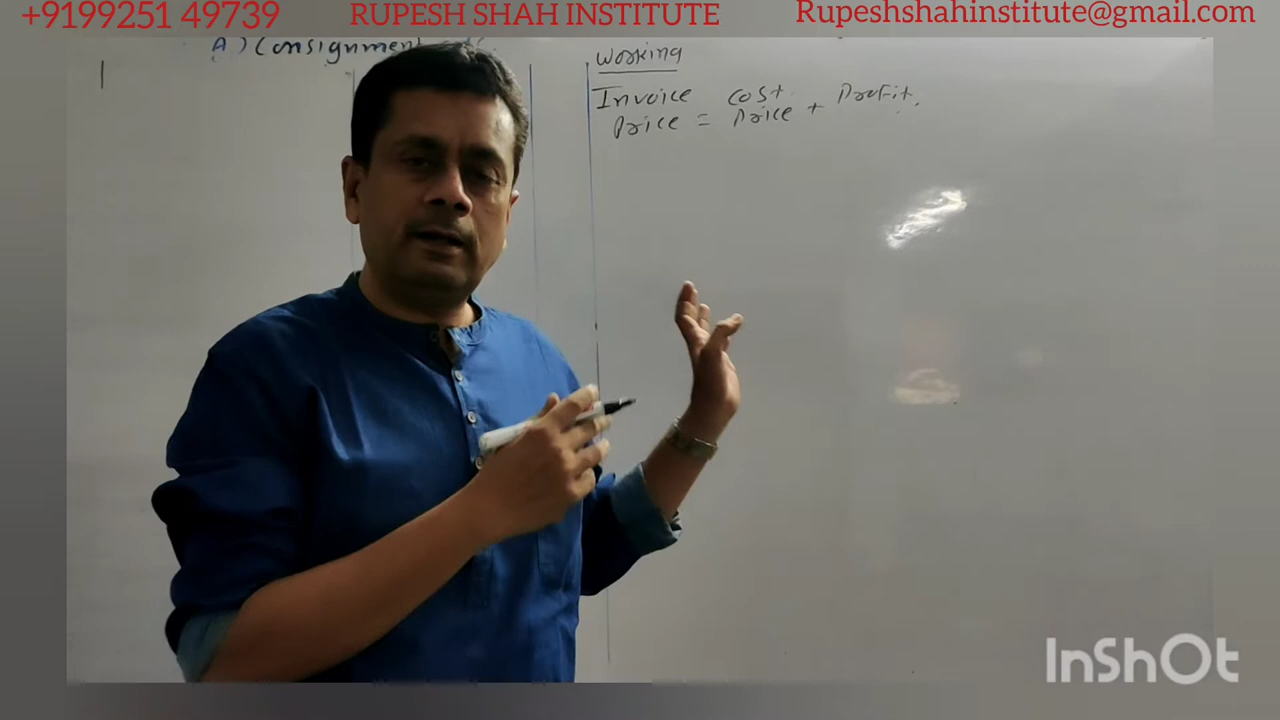 +9199251 49739 RUPESH SHAH INSTITUTE Rupeshshahinstitute@gmail.com
A) Consignment
Working
Invoice Cost
Price = Price + Profit.
InShOt